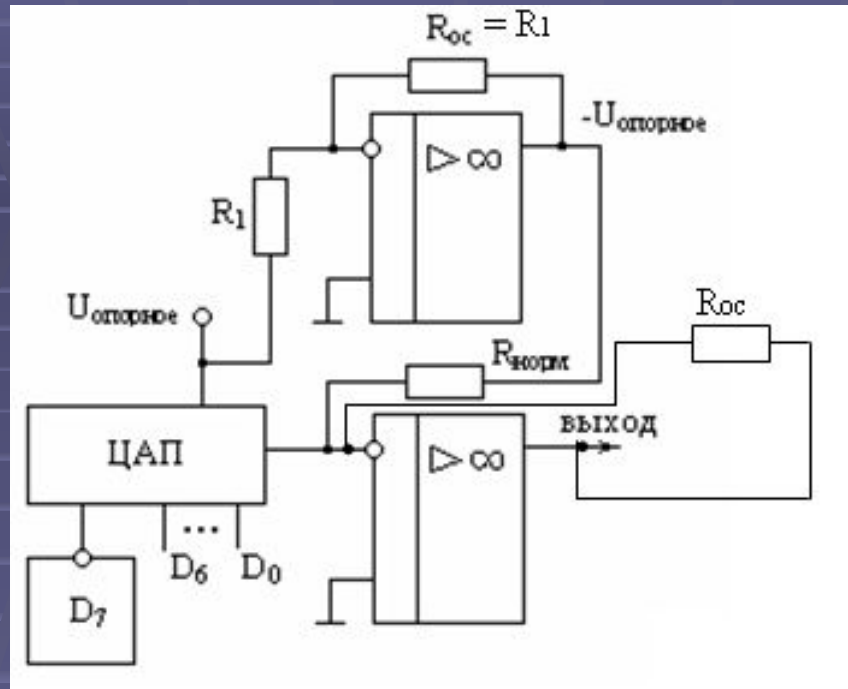 Rос = R1
-Uопорное
▷ ∞
R1
Uопорное
Rос
Rнорм
выход
ЦАП
▷ ∞
D6 ... D0
D7